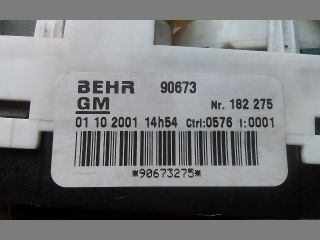 BEHR 90673
GM Nr. 182 275
01 10 2001 14h54 Ctrl:0576 I:0001
*90673275*